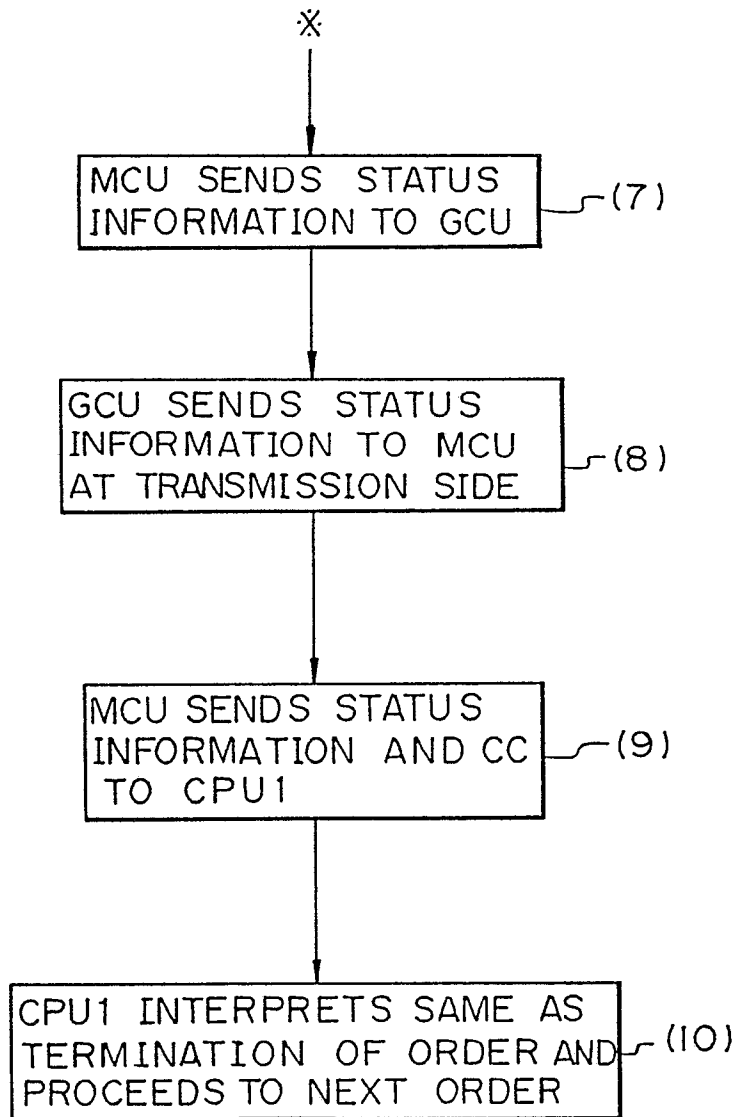 ※
MCU SENDS STATUS
INFORMATION TO GCU
(7)
GCU SENDS STATUS
INFORMATION TO MCU
AT TRANSMISSION SIDE
(8)
MCU SENDS STATUS
INFORMATION AND CC
TO CPU1
(9)
CPU1 INTERPRETS SAME AS
TERMINATION OF ORDER AND
PROCEEDS TO NEXT ORDER
(10)